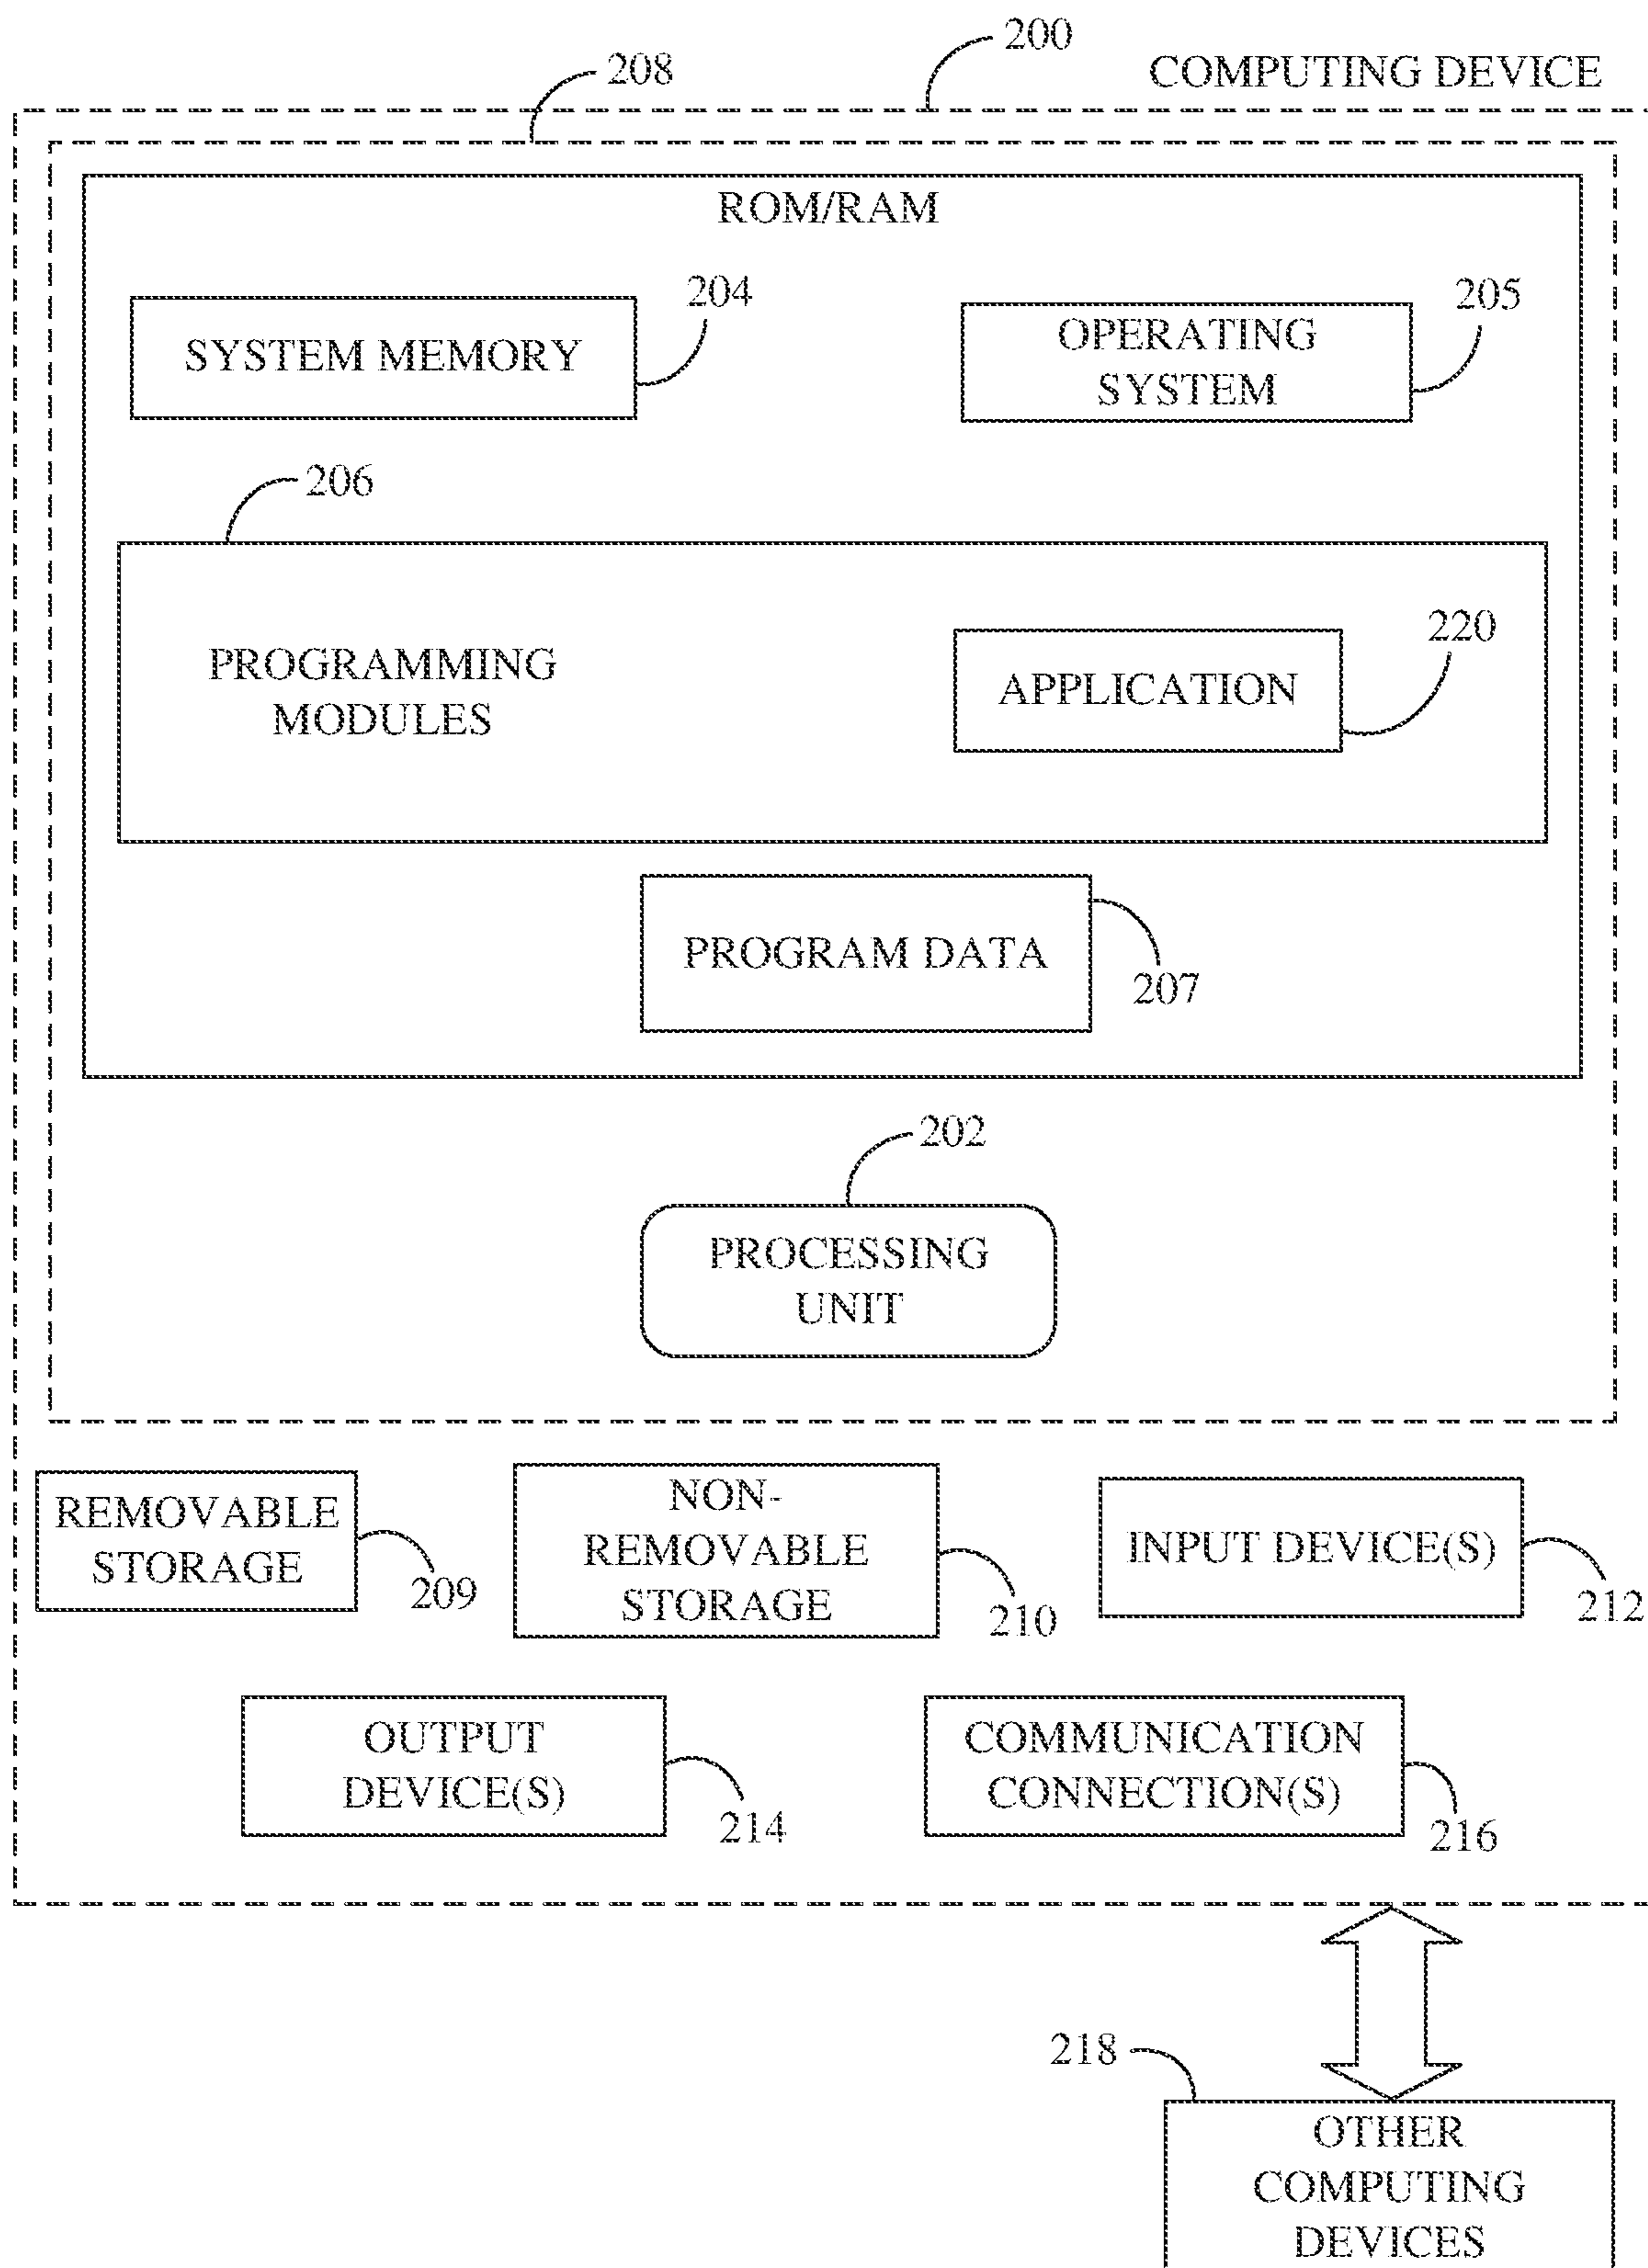 200
208
COMPUTING DEVICE
ROM/RAM
204
205
SYSTEM MEMORY
OPERATING
SYSTEM
206
220
PROGRAMMING
MODULES
APPLICATION
PROGRAM DATA
207
202
PROCESSING
UNIT
REMOVABLE
STORAGE
209
NON-
REMOVABLE
STORAGE
210
INPUT DEVICE(S)
212
OUTPUT
DEVICE(S)
214
COMMUNICATION
CONNECTION(S)
216
218
OTHER
COMPUTING
DEVICES